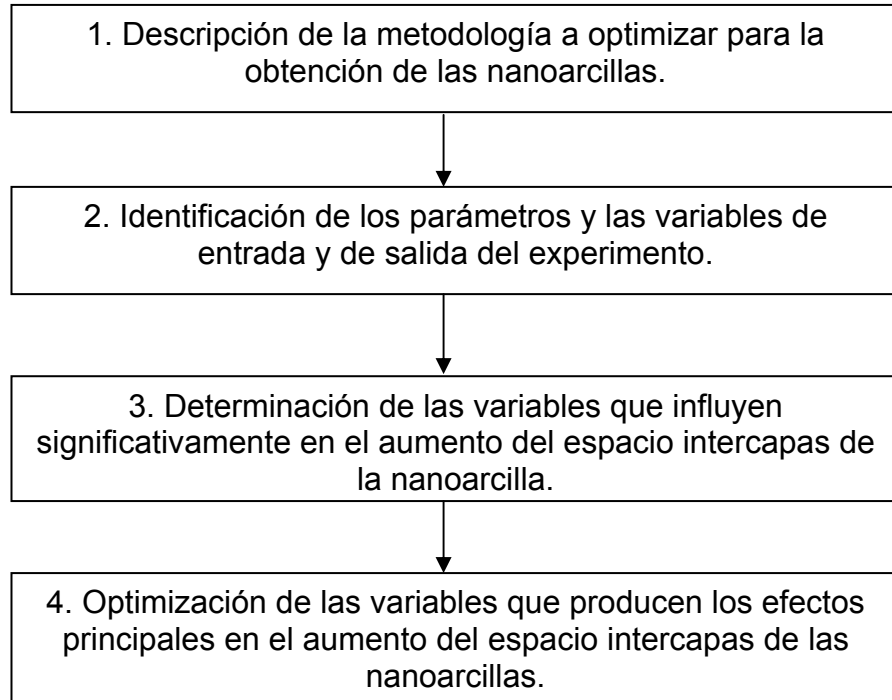 1. Descripción de la metodología a optimizar para la
obtención de las nanoarcillas.
2. Identificación de los parámetros y las variables de
entrada y de salida del experimento.
3. Determinación de las variables que influyen
significativamente en el aumento del espacio intercapas de
la nanoarcilla.
4. Optimización de las variables que producen los efectos
principales en el aumento del espacio intercapas de las
nanoarcillas.